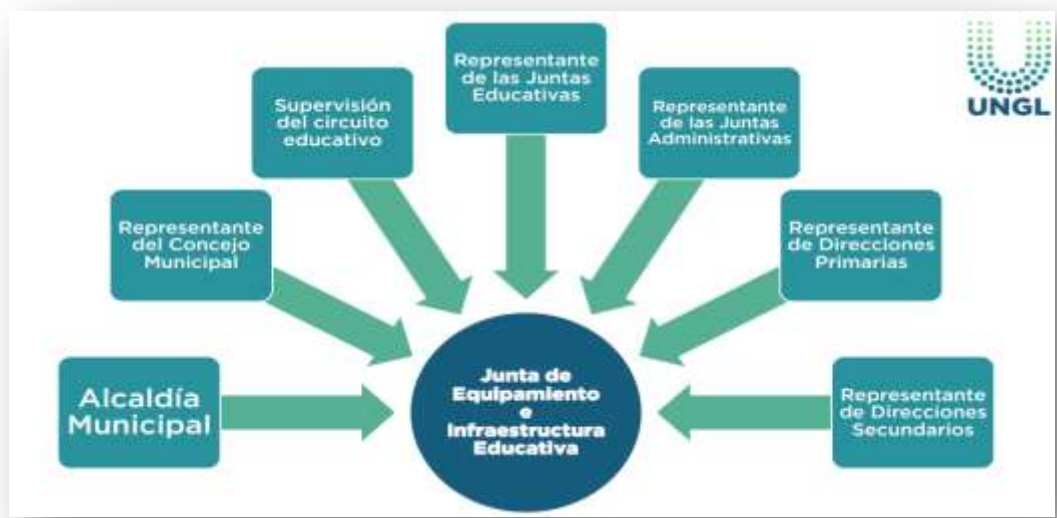 Representante
de las Juntas
Educativas
UNGL
Supervisión
del circuito
educativo
Representante
de las Juntas
Administrativas
Representante
del Concejo
Municipal
Representante
de Direcciones
Primarias
Alcaldía
Municipal
Junta de
Equipamiento
e
Infraestructura
Educativa
Representante
de Direcciones
Secundarios